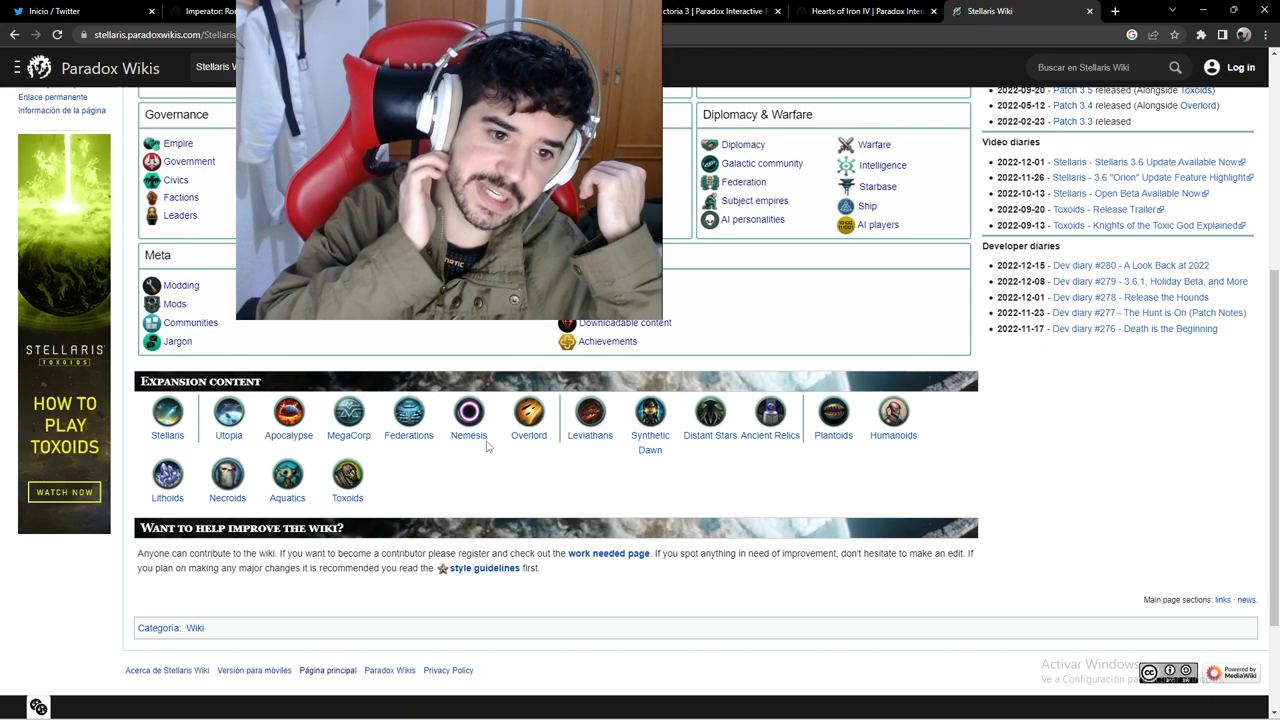 Inicio / Twitter
Imperator: Ro
ctoria 3 | Paradox Interactive
Hearts of Iron IV | Paradox Inter
Stellaris Wiki
stellaris.paradoxwikis.com/Stellaris
Paradox Wikis
Stellaris W
Buscar en Stellaris Wiki
Log in
Enlace permanente
Información de la página
STELLARIS
TOXOIDS
HOW TO
PLAY
TOXOIDS
WATCH NOW
Governance
Empire
Government
Civics
Factions
Leaders
Diplomacy & Warfare
Diplomacy
Galactic community
Federation
Subject empires
AI personalities
Warfare
Intelligence
Starbase
Ship
AI players
Meta
Modding
Mods
Communities
Jargon
Downloadable content
Achievements
2022-09-20 - Patch 3.5 released (Alongside Toxoids)
2022-05-12 - Patch 3.4 released (Alongside Overlord)
2022-02-23 - Patch 3.3 released
Video diaries
2022-12-01 - Stellaris - Stellaris 3.6 Update Available Now
2022-11-26 - Stellaris - 3.6 "Orion" Update Feature Highlight
2022-10-13 - Stellaris - Open Beta Available Now
2022-09-20 - Toxoids - Release Trailer
2022-09-13 - Toxoids - Knights of the Toxic God Explained
Developer diaries
2022-12-15 - Dev diary #280 - A Look Back at 2022
2022-12-08 - Dev diary #279 - 3.6.1, Holiday Beta, and More
2022-12-01 - Dev diary #278 - Release the Hounds
2022-11-23 - Dev diary #277 - The Hunt is On (Patch Notes)
2022-11-17 - Dev diary #276 - Death is the Beginning
Expansion content
Stellaris
Utopia
Apocalypse
MegaCorp
Federations
Nemesis
Overlord
Leviathans
Synthetic
Dawn
Distant Stars
Ancient Relics
Plantoids
Humanoids
Lithoids
Necroids
Aquatics
Toxoids
Want to help improve the wiki?
Anyone can contribute to the wiki. If you want to become a contributor please register and check out the work needed page. If you spot anything in need of improvement, don't hesitate to make an edit. If
you plan on making any major changes it is recommended you read the style guidelines first.
Main page sections: links · news.
Categoría: Wiki
Acerca de Stellaris Wiki
Versión para móviles
Página principal
Paradox Wikis
Privacy Policy
Activar Windows
Ve a Configuración pa
Powered by
MediaWiki